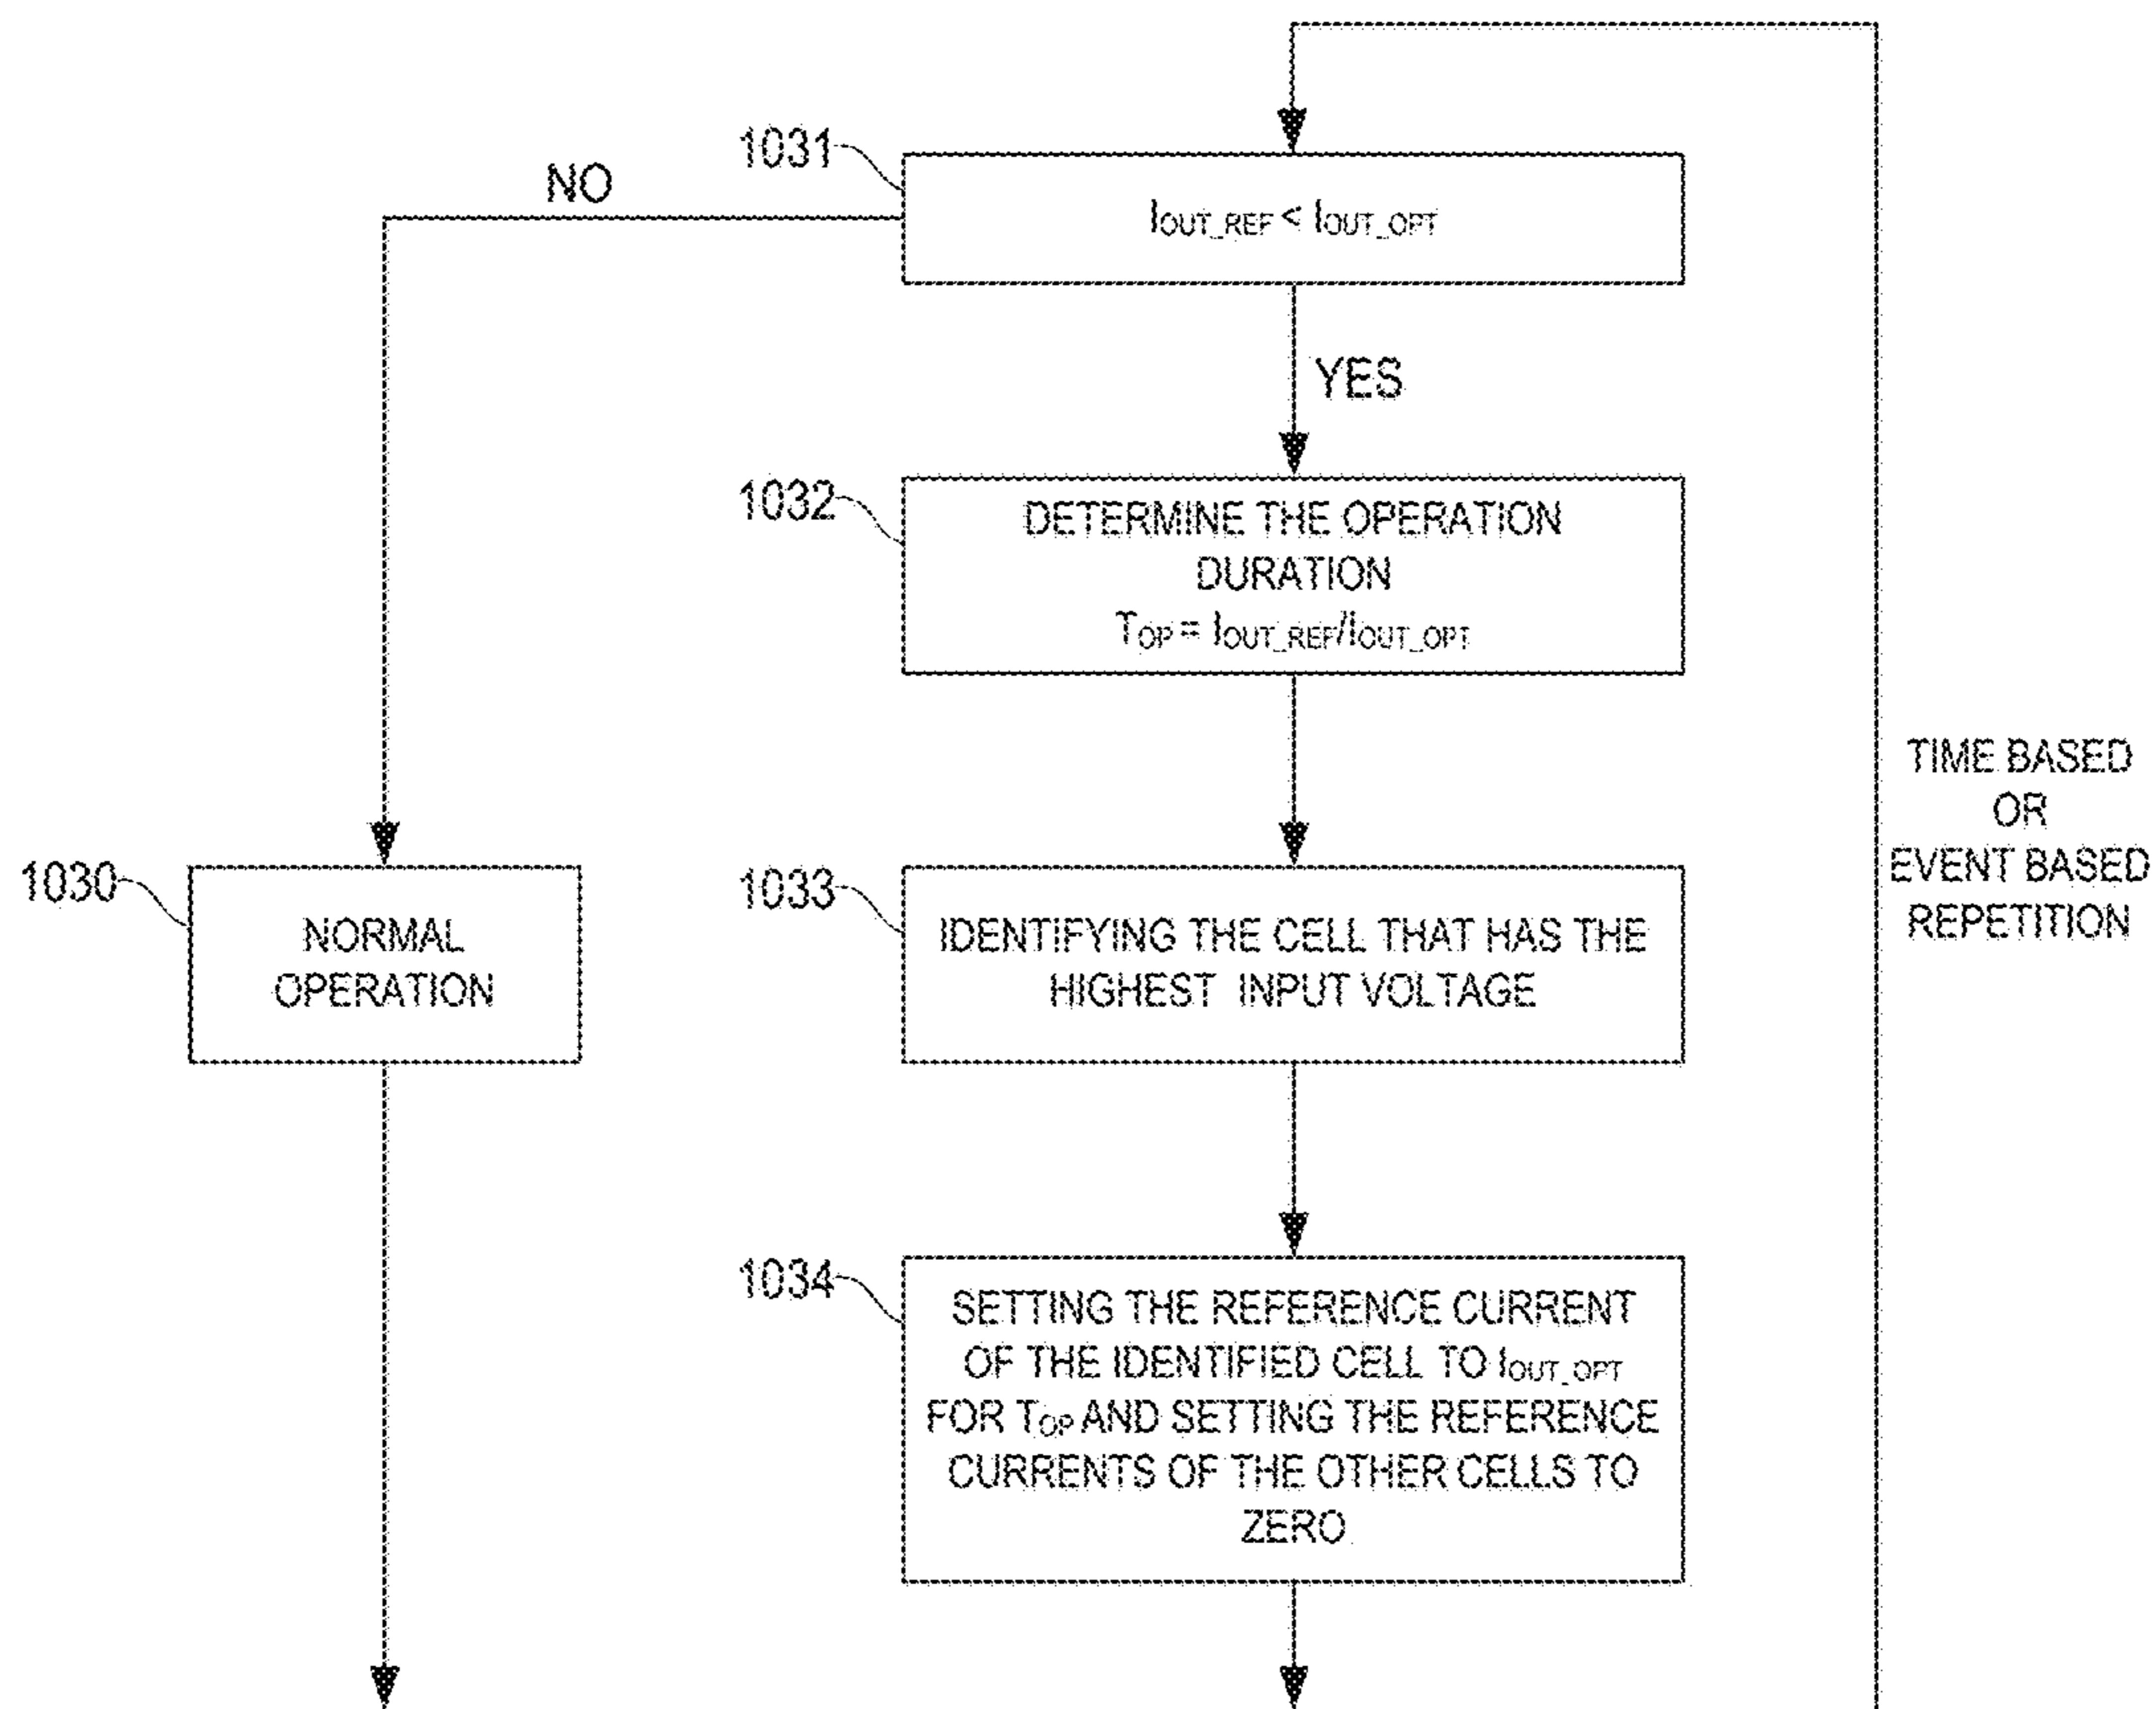 1031
NO
IOUT_REF < IOUT_OPT
YES
1032
DETERMINE THE OPERATION
DURATION
TOP = IOUT_REF/IOUT_OPT
TIME BASED
OR
EVENT BASED
REPETITION
1030
NORMAL
OPERATION
1033
IDENTIFYING THE CELL THAT HAS THE
HIGHEST INPUT VOLTAGE
1034
SETTING THE REFERENCE CURRENT
OF THE IDENTIFIED CELL TO IOUT_OPT
FOR TOP AND SETTING THE REFERENCE
CURRENTS OF THE OTHER CELLS TO
ZERO